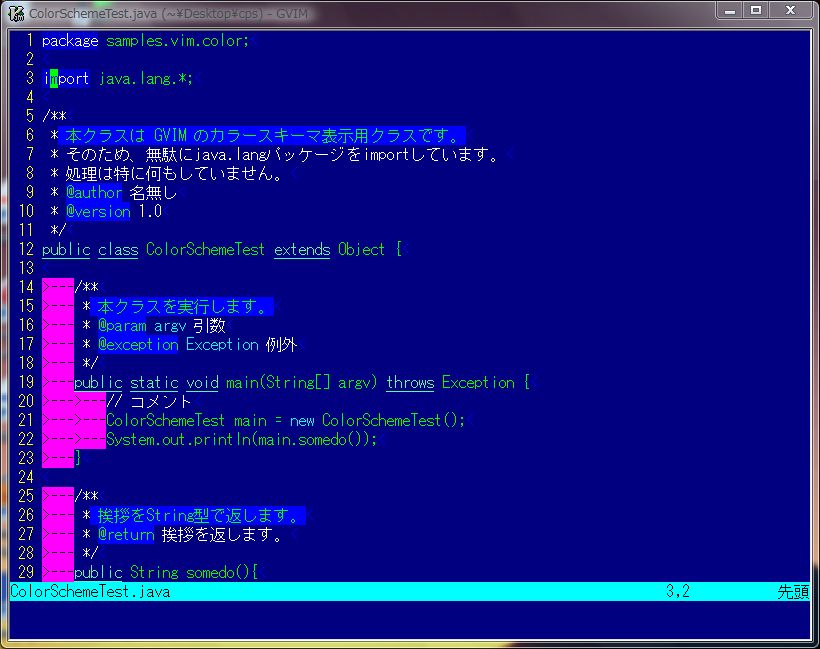 ColorSchemeTest.java (~¥Desktop¥cps) - GVIM
1 package samples.vim.color;
2
3 import java.lang.*;
4
5 /**
6  * 本クラスは GVIM のカラースキーマ表示用クラスです。
7  * そのため、無駄にjava.langパッケージをimportしています。
8  * 処理は特に何もしていません。
9  * @author 名無し
10  * @version 1.0
11  */
12 public class ColorSchemeTest extends Object {
13
14 >---/**
15 >--- * 本クラスを実行します。
16 >--- * @param argv 引数
17 >--- * @exception Exception 例外
18 >--- */
19 >---public static void main(String[] argv) throws Exception {
20 >--->---// コメント
21 >--->---ColorSchemeTest main = new ColorSchemeTest();
22 >--->---System.out.println(main.somedo());
23 >---}
24
25 >---/**
26 >--- * 挨拶をString型で返します。
27 >--- * @return 挨拶を返します。
28 >--- */
29 >---public String somedo(){
ColorSchemeTest.java 3,2 先頭